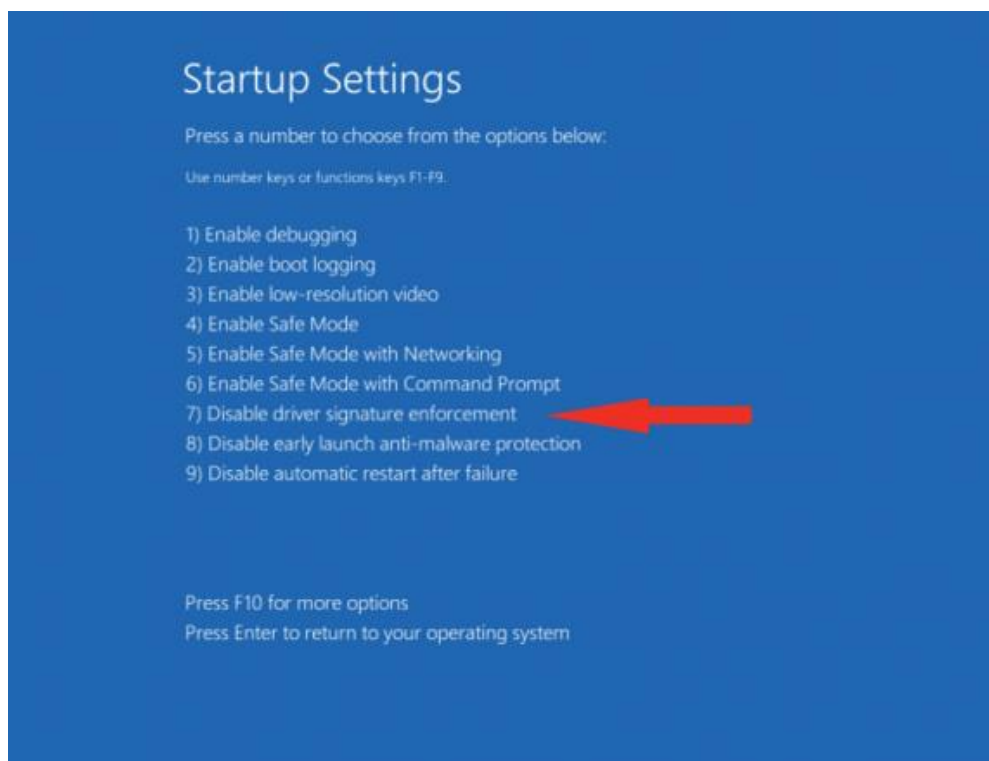 Startup Settings
Press a number to choose from the options below:
Use number keys or functions keys F1-F9.
1) Enable debugging
2) Enable boot logging
3) Enable low-resolution video
4) Enable Safe Mode
5) Enable Safe Mode with Networking
6) Enable Safe Mode with Command Prompt
7) Disable driver signature enforcement
8) Disable early launch anti-malware protection
9) Disable automatic restart after failure
Press F10 for more options
Press Enter to return to your operating system